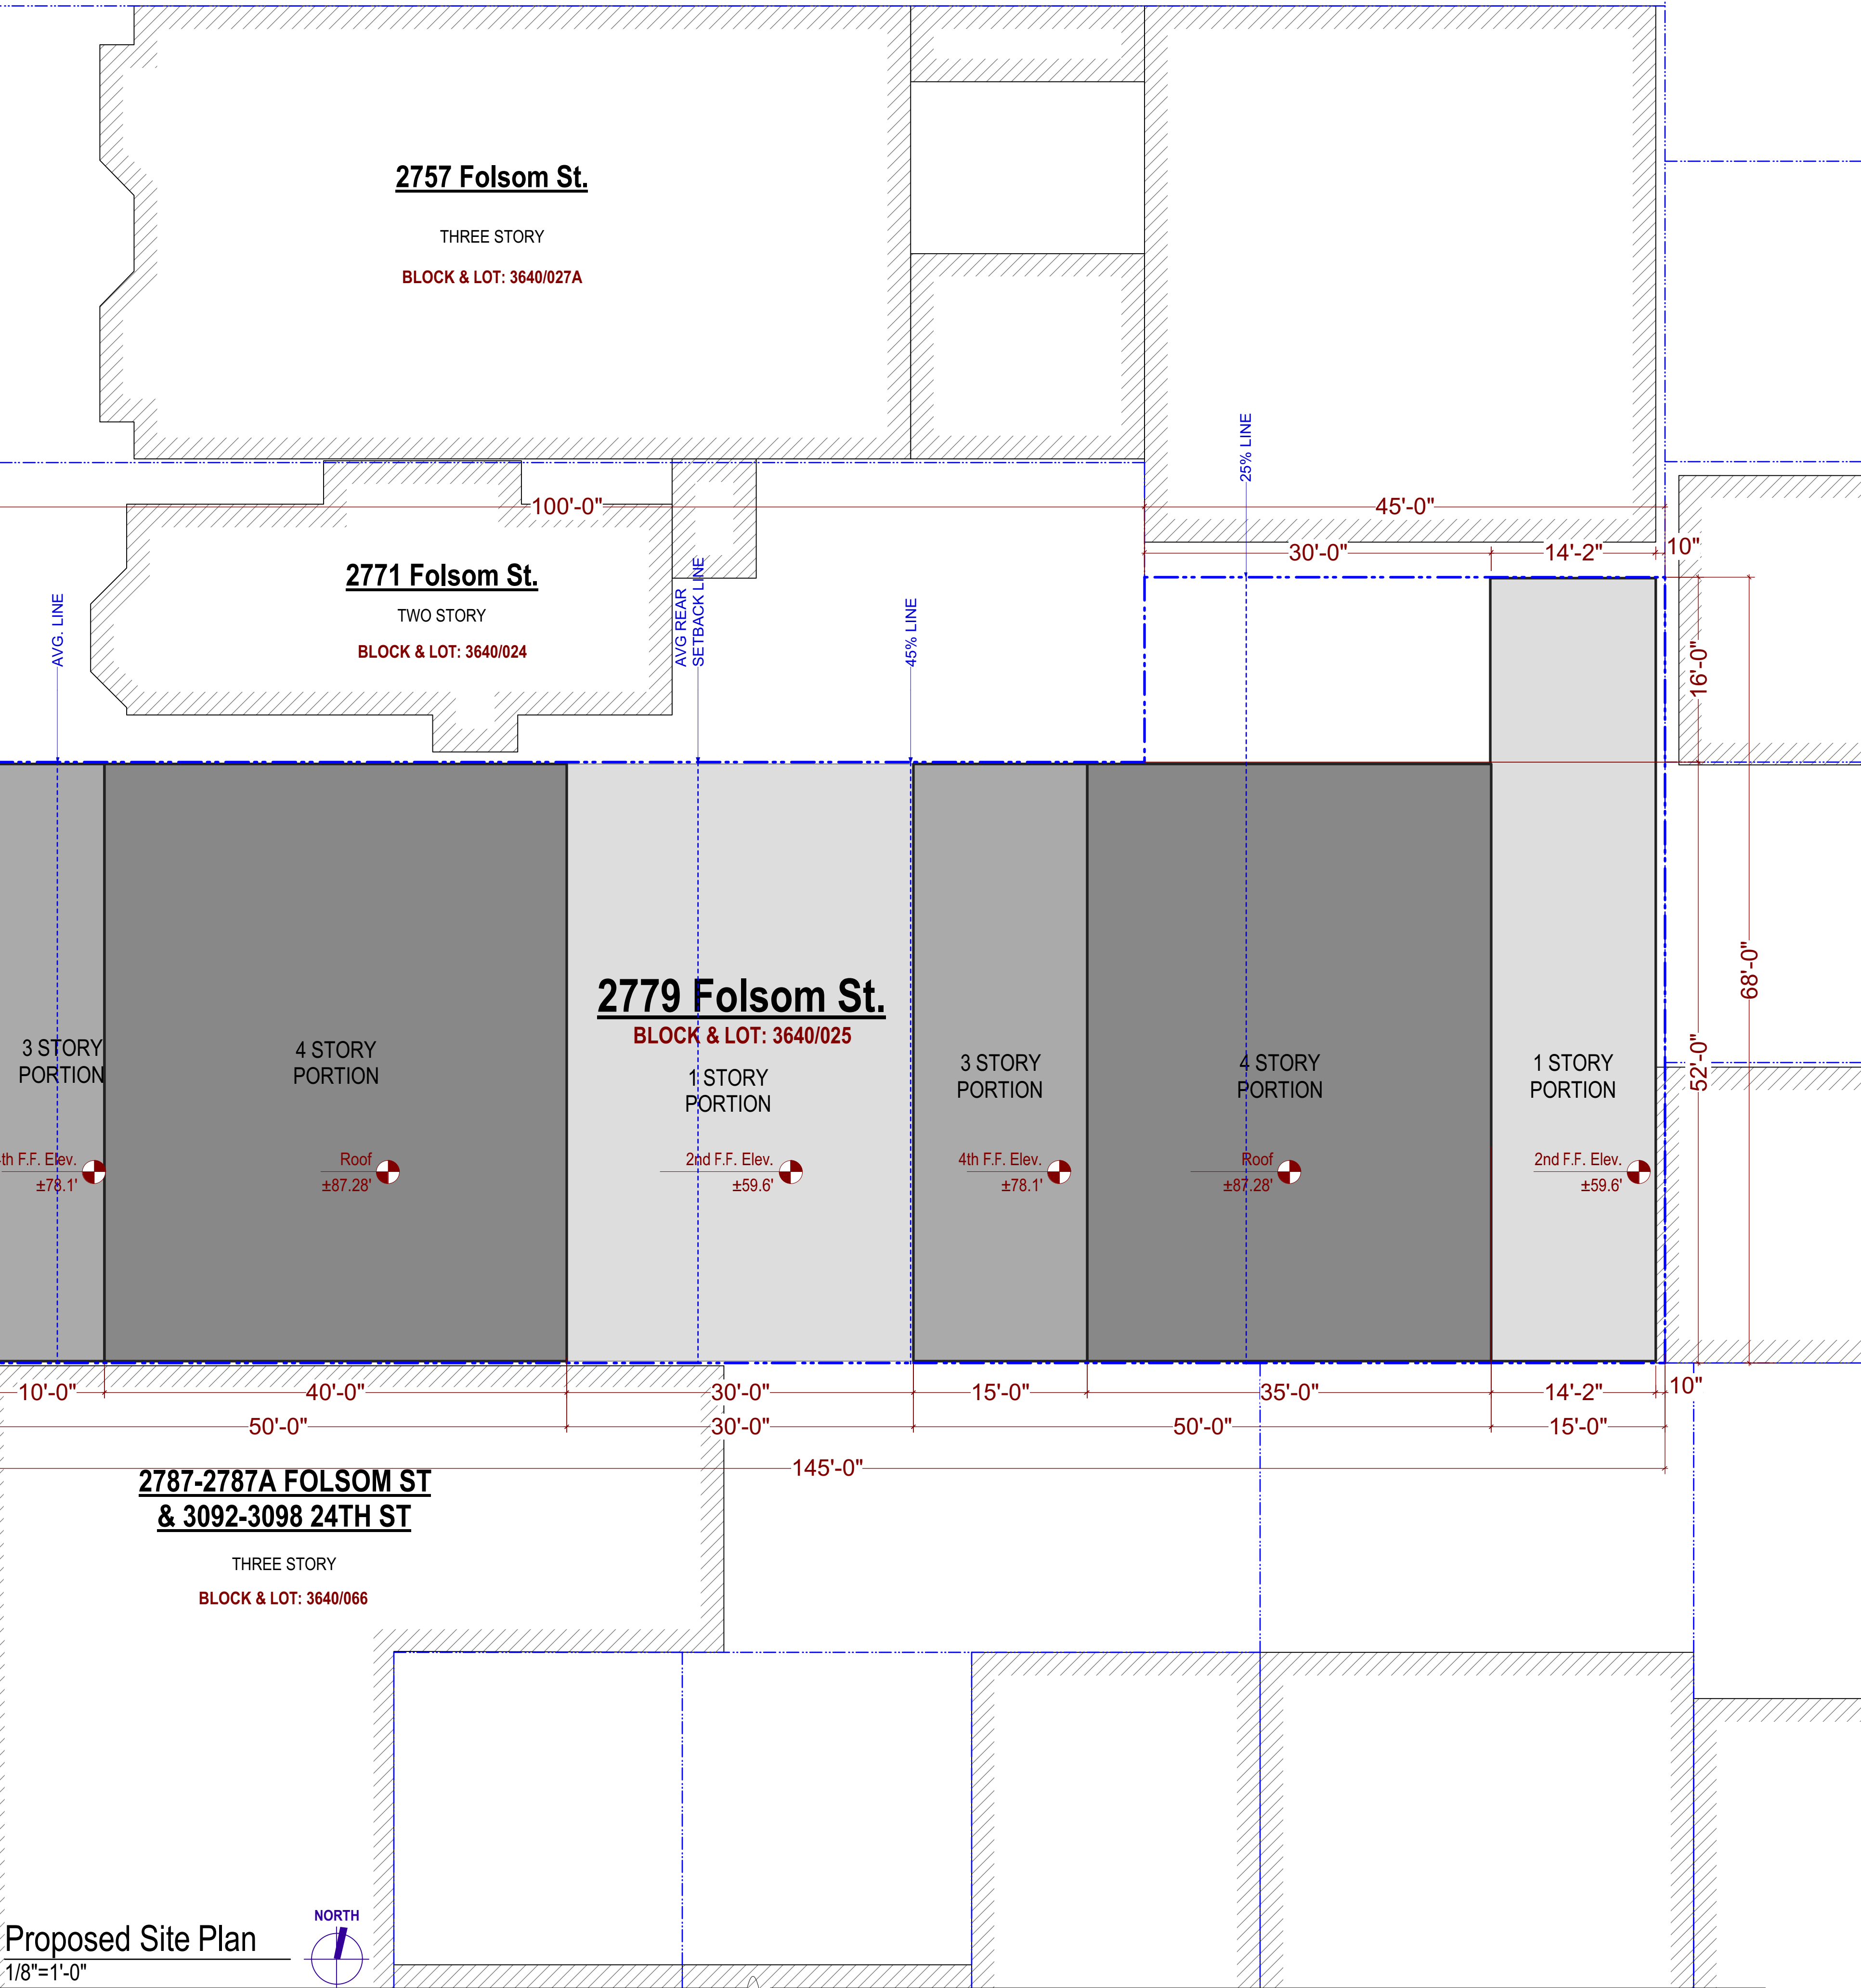 2757 Folsom St.
THREE STORY
BLOCK & LOT: 3640/027A
25% LINE
100'-0"
45'-0"
30'-0"
14'-2"
10"
2771 Folsom St.
TWO STORY
BLOCK & LOT: 3640/024
AVG. LINE
AVG REAR
SETBACK LINE
45% LINE
16'-0"
68'-0"
52'-0"
2779 Folsom St.
BLOCK & LOT: 3640/025
3 STORY
PORTION
4 STORY
PORTION
1 STORY
PORTION
3 STORY
PORTION
4 STORY
PORTION
1 STORY
PORTION
th F.F. Elev.
±78.1'
Roof
±87.28'
2nd F.F. Elev.
±59.6'
4th F.F. Elev.
±78.1'
Roof
±87.28'
2nd F.F. Elev.
±59.6'
10'-0"
40'-0"
30'-0"
15'-0"
35'-0"
14'-2"
10"
50'-0"
30'-0"
50'-0"
15'-0"
145'-0"
2787-2787A FOLSOM ST
& 3092-3098 24TH ST
THREE STORY
BLOCK & LOT: 3640/066
NORTH
Proposed Site Plan
1/8"=1'-0"